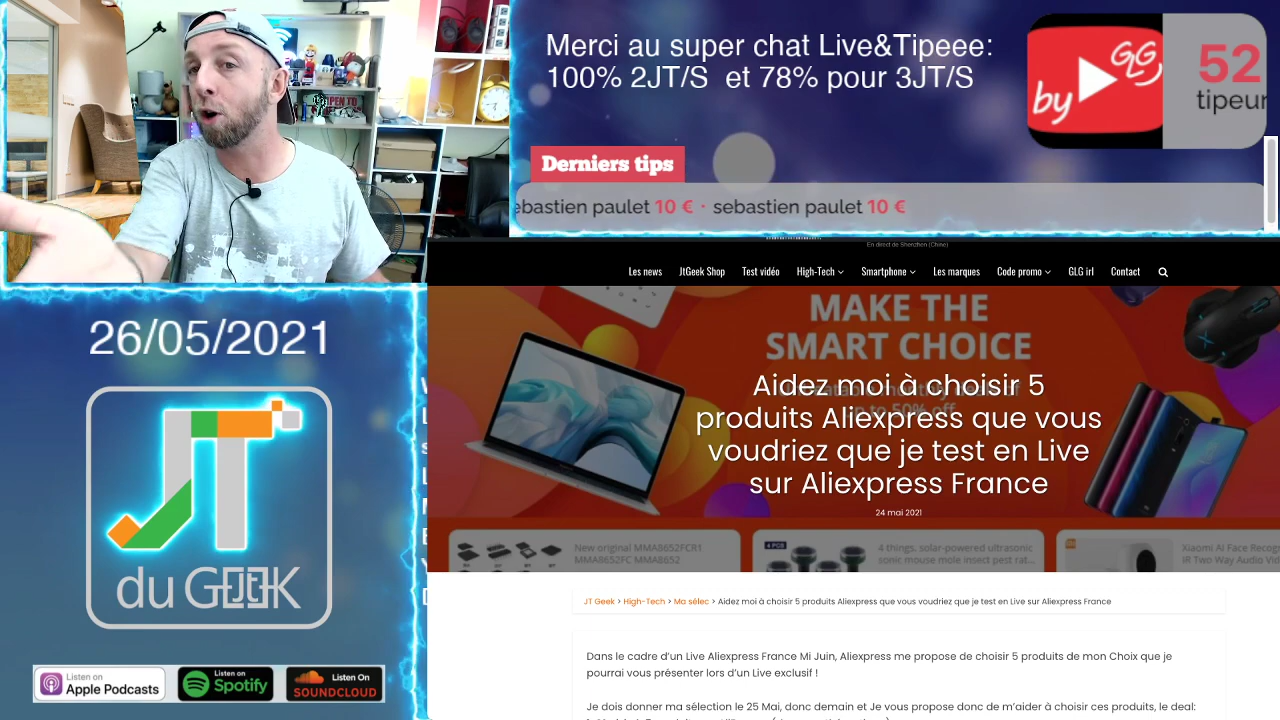 Merci au super chat Live&Tipeee:
100% 2JT/S et 78% pour 3JT/S
by GLG
52
tipeur
Derniers tips
ebastien paulet 10 € · sebastien paulet 10 €
En direct de Shenzhen (Chine)
Les news JtGeek Shop Test vidéo High-Tech Smartphone Les marques Code promo GLG irl Contact
MAKE THE
SMART CHOICE
up to 50% off
Aidez moi à choisir 5
produits Aliexpress que vous
voudriez que je test en Live
sur Aliexpress France
24 mai 2021
New original MMA8652FCR1
MMA8652FC MMA8652
4 PCS
4 things, solar-powered ultrasonic
sonic mouse mole insect pest rat...
Xiaomi AI Face Recogn
IR Two Way Audio Vi
JT Geek > High-Tech > Ma sélec > Aidez moi à choisir 5 produits Aliexpress que vous voudriez que je test en Live sur Aliexpress France
Dans le cadre d'un Live Aliexpress France Mi Juin, Aliexpress me propose de choisir 5 produits de mon Choix que je
pourrai vous présenter lors d'un Live exclusif !
Je dois donner ma sélection le 25 Mai, donc demain et Je vous propose donc de m'aider à choisir ces produits, le deal:
26/05/2021
JT
du GEEK
Listen on
Apple Podcasts
Listen on
Spotify
Listen On
SOUNDCLOUD